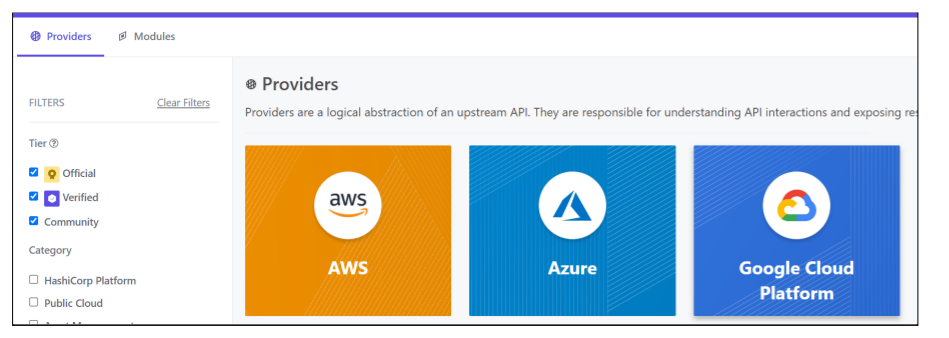 Providers
Modules
FILTERS
Clear Filters
Tier
Official
Verified
Community
Category
HashiCorp Platform
Public Cloud
Providers
Providers are a logical abstraction of an upstream API. They are responsible for understanding API interactions and exposing
aws
AWS
Azure
Google Cloud
Platform